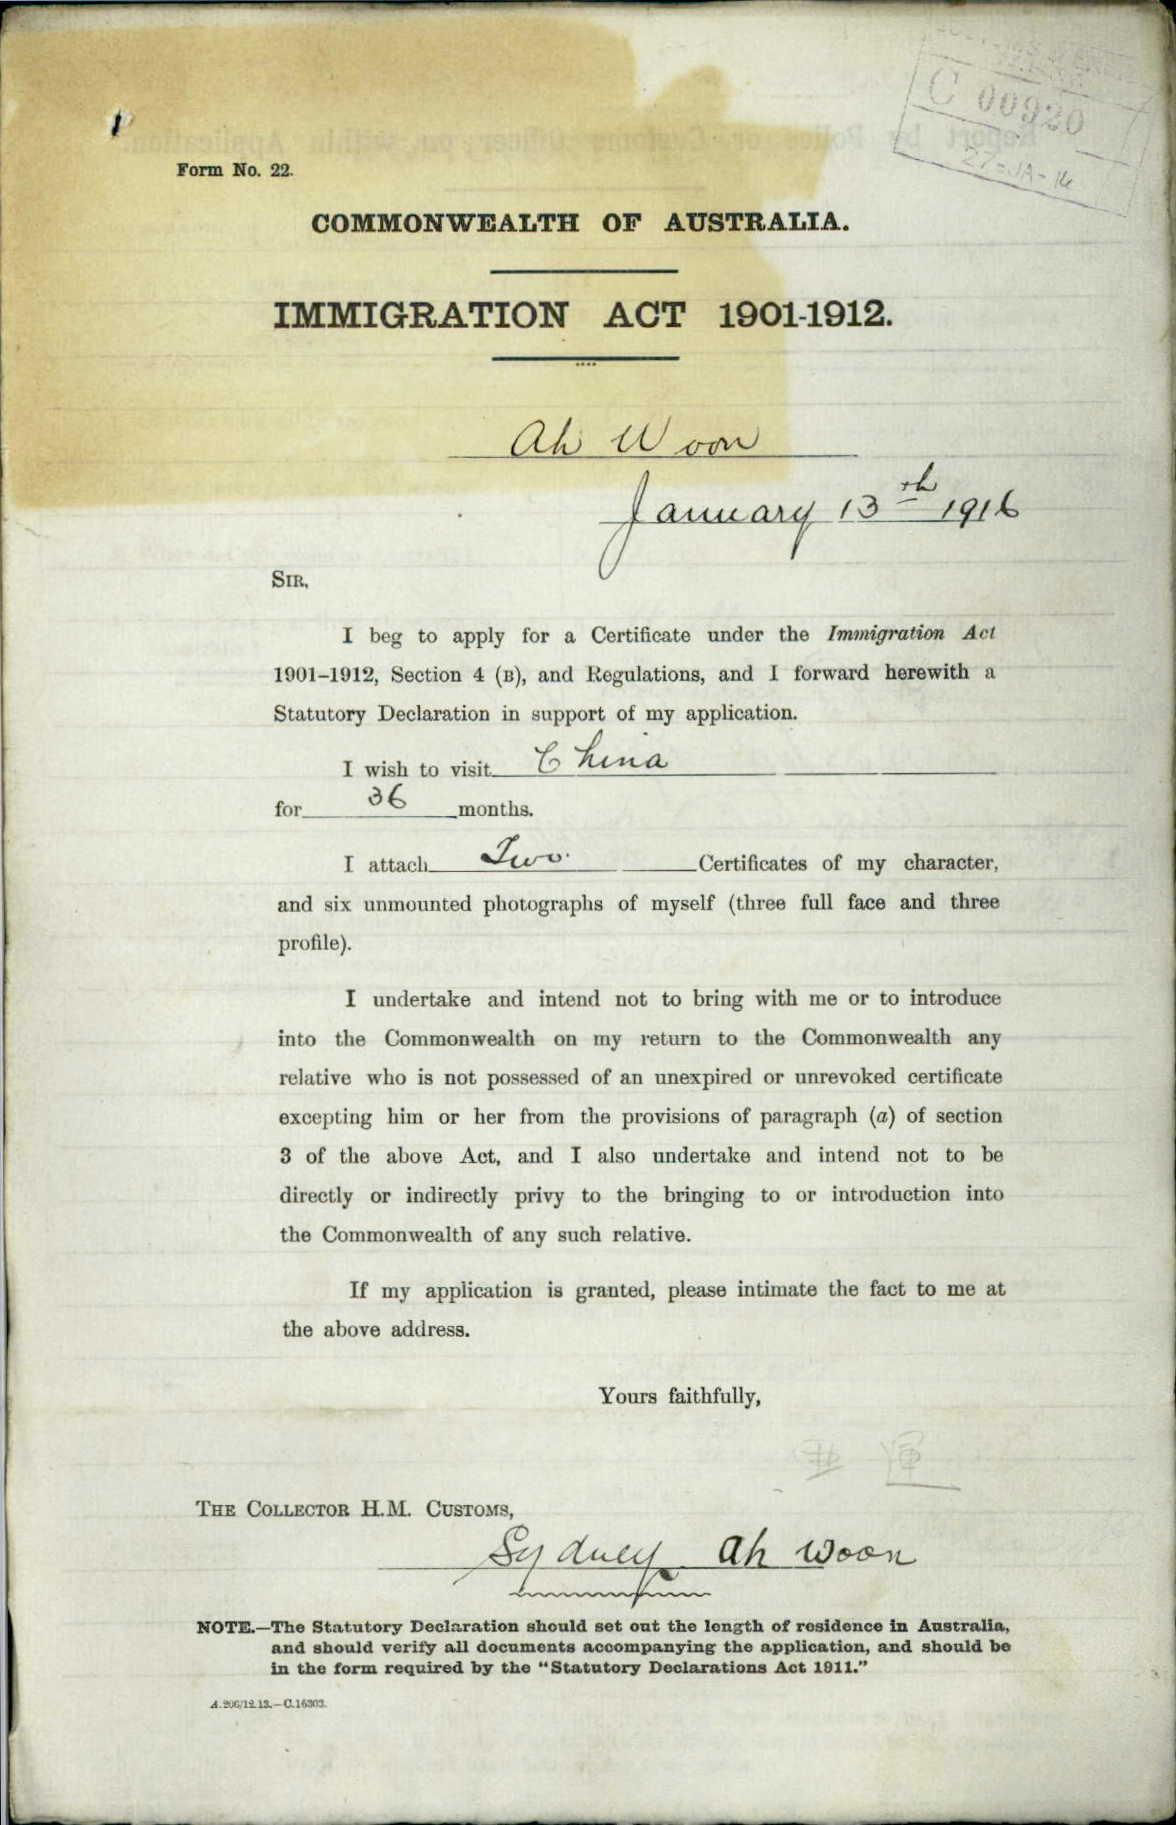 C 00920
27-JA-16
Form No. 22.
COMMONWEALTH OF AUSTRALIA.
IMMIGRATION ACT 1901-1912.
Ah Woon
January 13th 1916
SIR,
I beg to apply for a Certificate under the Immigration Act
1901–1912, Section 4 (B), and Regulations, and I forward herewith a
Statutory Declaration in support of my application.
I wish to visit China
for 36 months.
I attach Two Certificates of my character,
and six unmounted photographs of myself (three full face and three
profile).
I undertake and intend not to bring with me or to introduce
into the Commonwealth on my return to the Commonwealth any
relative who is not possessed of an unexpired or unrevoked certificate
excepting him or her from the provisions of paragraph (a) of section
3 of the above Act, and I also undertake and intend not to be
directly or indirectly privy to the bringing to or introduction into
the Commonwealth of any such relative.
If my application is granted, please intimate the fact to me at
the above address.
Yours faithfully,
THE COLLECTOR H.M. CUSTOMS,
Sydney Ah Woon
NOTE.—The Statutory Declaration should set out the length of residence in Australia,
and should verify all documents accompanying the application, and should be
in the form required by the "Statutory Declarations Act 1911."
A.206/12.13.—C.16303.